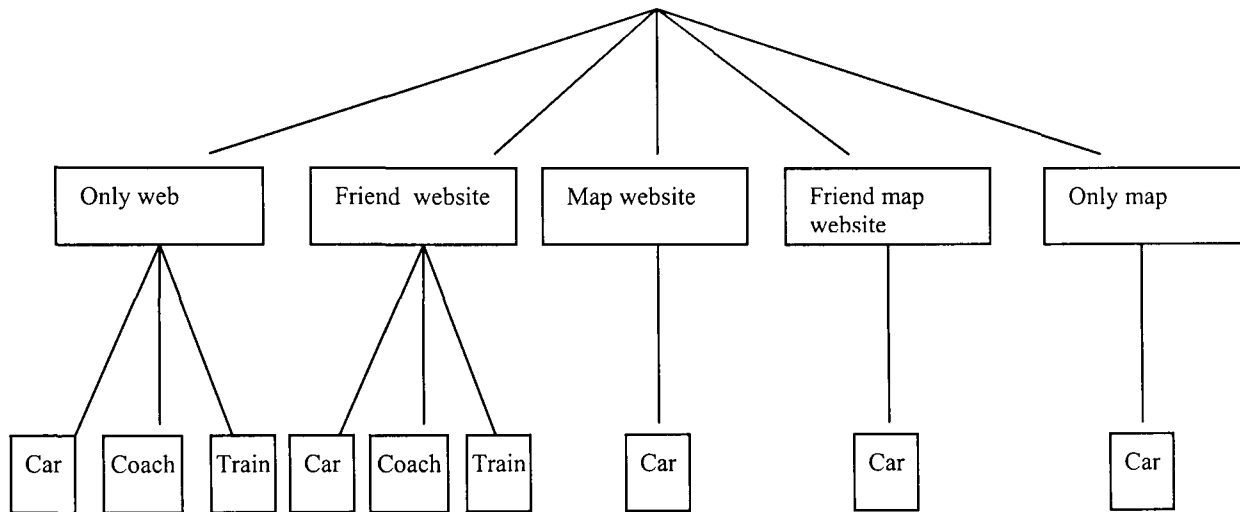 Only web
Friend website
Map website
Friend map
website
Only map
Car
Coach
Train
Car
Coach
Train
Car
Car
Car